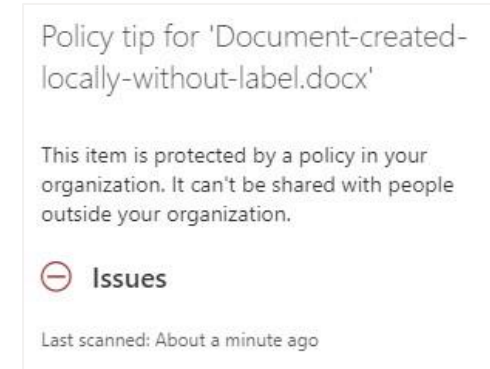 Policy tip for 'Document-created-
locally-without-label.docx'
This item is protected by a policy in your
organization. It can't be shared with people
outside your organization.
Issues
Last scanned: About a minute ago